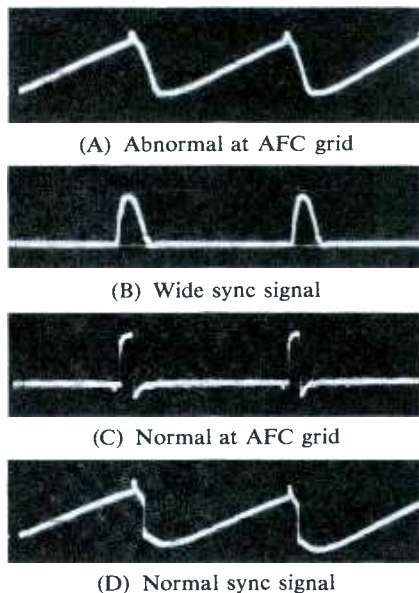 (A) Abnormal at AFC grid
(B) Wide sync signal
(C) Normal at AFC grid
(D) Normal sync signal